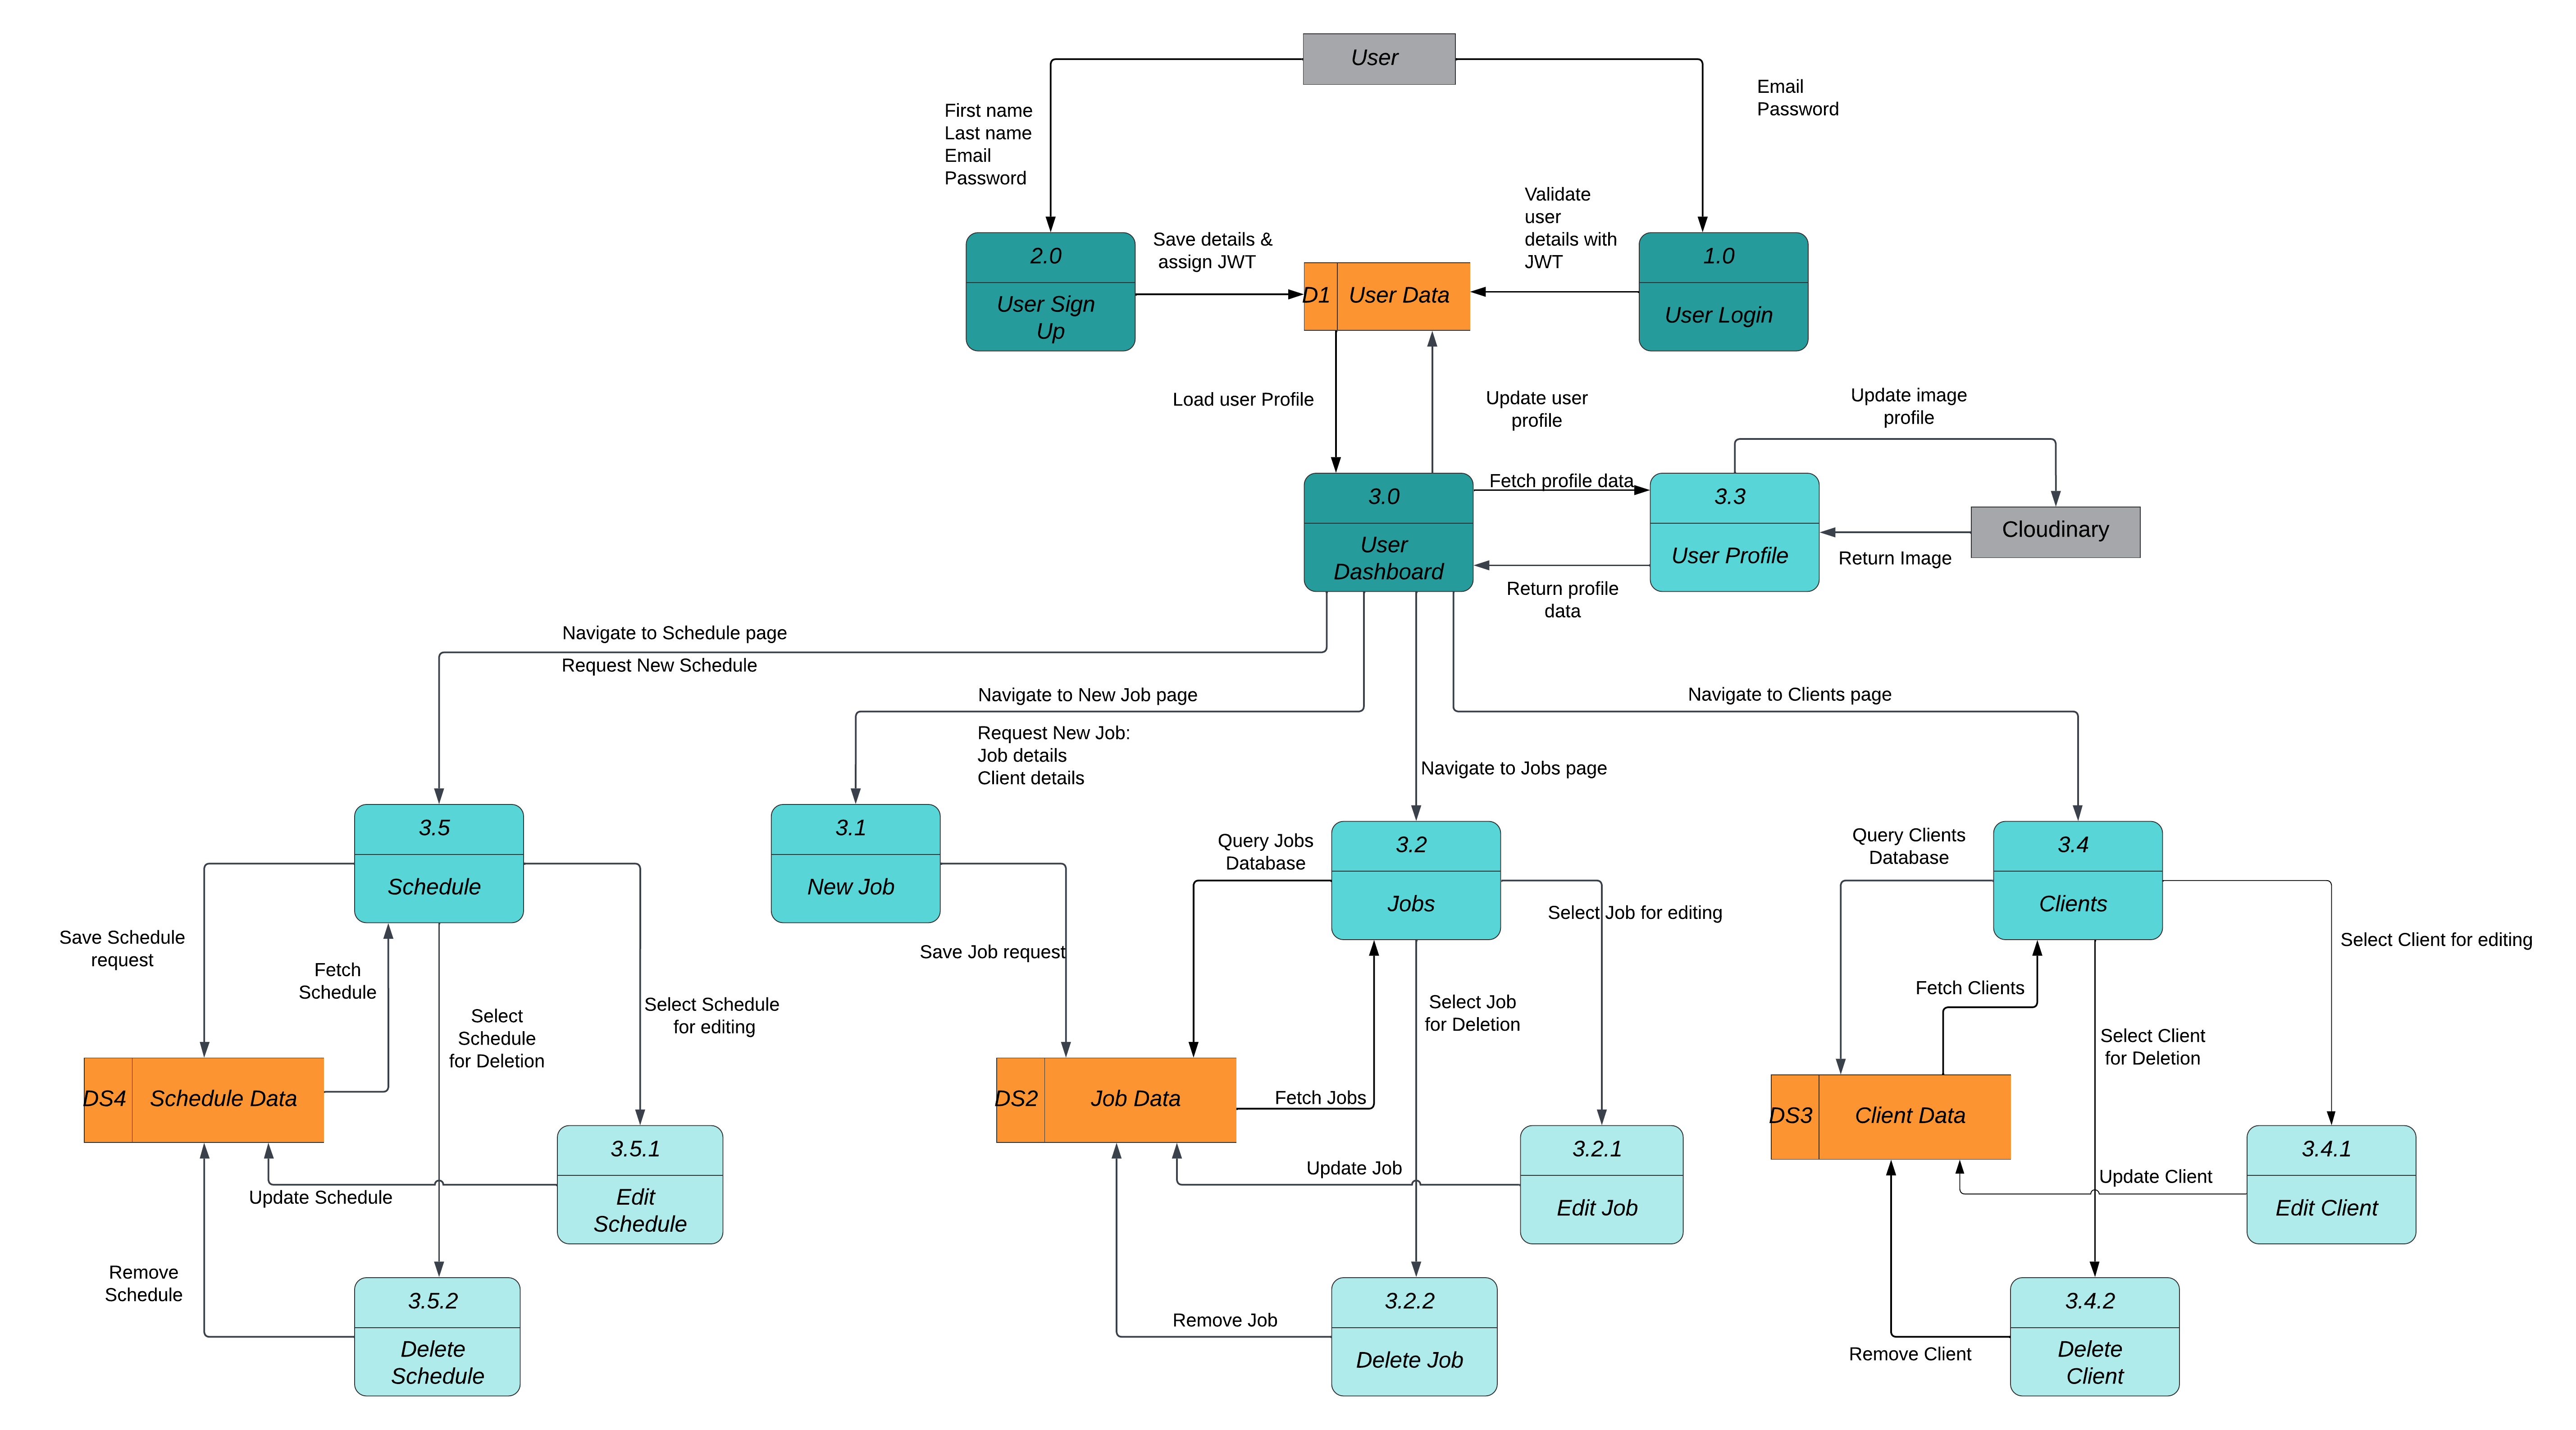 User
Email
Password
First name
Last name
Email
Password
Validate
user
details with
JWT
Save details &
assign JWT
2.0
User Sign
Up
D1
User Data
1.0
User Login
Load user Profile
Update user
profile
Update image
profile
Fetch profile data
3.0
User
Dashboard
3.3
User Profile
Cloudinary
Return Image
Return profile
data
Navigate to Schedule page
Request New Schedule
Navigate to New Job page
Request New Job:
Job details
Client details
Navigate to Clients page
Navigate to Jobs page
3.5
Schedule
3.1
New Job
Query Jobs
Database
3.2
Jobs
Query Clients
Database
3.4
Clients
Save Schedule
request
Fetch
Schedule
Select
Schedule
for Deletion
Select Schedule
for editing
Save Job request
Select Job for editing
Select Job
for Deletion
Fetch Clients
Select Client for editing
Select Client
for Deletion
DS4
Schedule Data
DS2
Job Data
Fetch Jobs
DS3
Client Data
3.5.1
Edit
Schedule
Update Schedule
Update Job
3.2.1
Edit Job
Update Client
3.4.1
Edit Client
Remove
Schedule
3.5.2
Delete
Schedule
Remove Job
3.2.2
Delete Job
Remove Client
3.4.2
Delete
Client